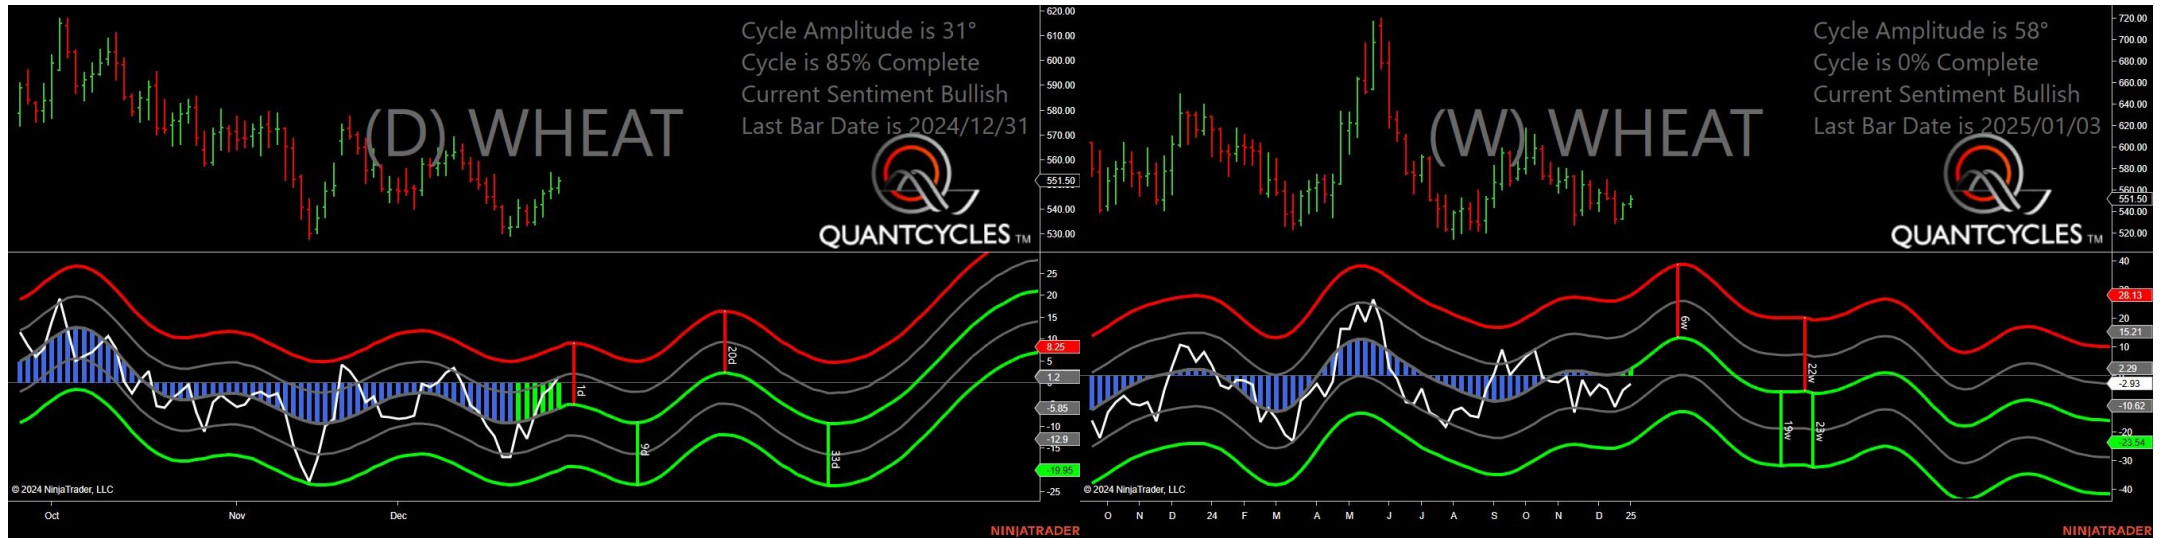 Cycle Amplitude is 31°
Cycle is 85% Complete
Current Sentiment Bullish
Last Bar Date is 2024/12/31
(D) WHEAT
QUANTCYCLES TM
620.00
610.00
600.00
590.00
580.00
570.00
560.00
551.50
540.00
530.00
25
20
15
10
8.25
5
1.2
-5.85
-10
-12.9
-15
-19.95
-25
1d
9d
20d
33d
© 2024 NinjaTrader, LLC
Oct Nov Dec
NINJATRADER
Cycle Amplitude is 58°
Cycle is 0% Complete
Current Sentiment Bullish
Last Bar Date is 2025/01/03
(W) WHEAT
QUANTCYCLES TM
720.00
700.00
680.00
660.00
640.00
620.00
600.00
580.00
560.00
551.50
540.00
520.00
40
28.13
20
15.21
10
2.29
-2.93
-10.62
-20
-23.54
-30
-40
6w
22w
19w
23w
© 2024 NinjaTrader, LLC
O N D 24 F M A M J J A S O N D 25
NINJATRADER